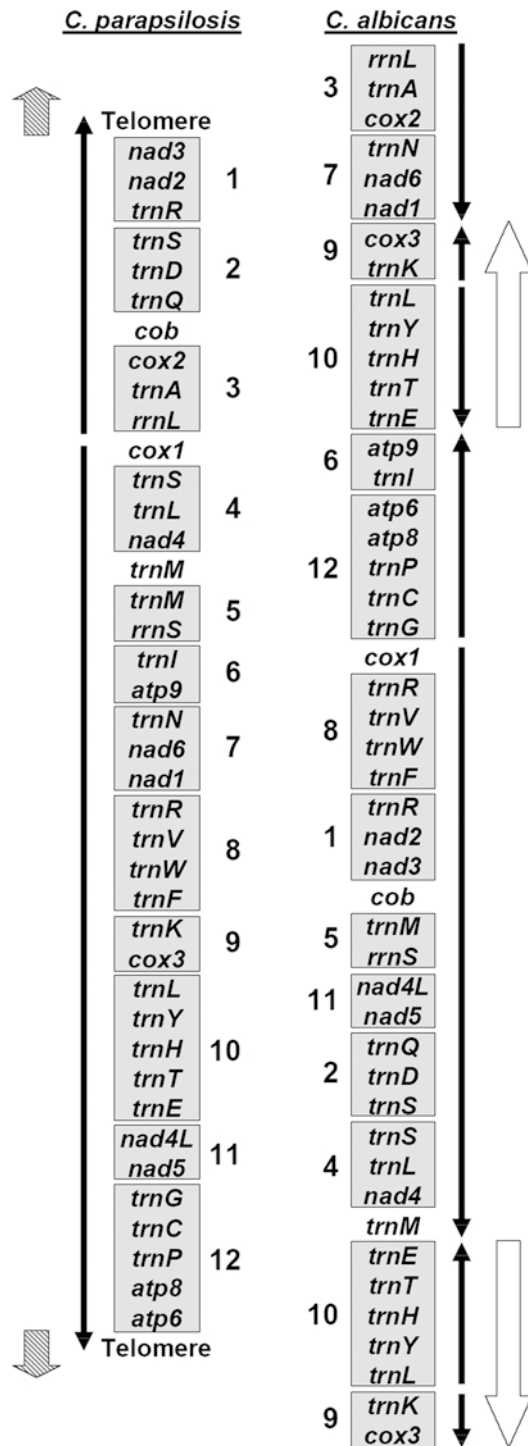 C. parapsilosis
Telomere
nad3
nad2
trnR
1
trnS
trnD
trnQ
2
cob
cox2
trnA
rrnL
3
cox1
trnS
trnL
nad4
4
trnM
trnM
rrnS
5
trnI
atp9
6
trnN
nad6
nad1
7
trnR
trnV
trnW
trnF
8
trnK
cox3
9
trnL
trnY
trnH
trnT
trnE
10
nad4L
nad5
11
trnG
trnC
trnP
atp8
atp6
12
Telomere
C. albicans
3
rrnL
trnA
cox2
7
trnN
nad6
nad1
9
cox3
trnK
10
trnL
trnY
trnH
trnT
trnE
6
atp9
trnI
12
atp6
atp8
trnP
trnC
trnG
cox1
8
trnR
trnV
trnW
trnF
1
trnR
nad2
nad3
cob
5
trnM
rrnS
11
nad4L
nad5
2
trnQ
trnD
trnS
4
trnS
trnL
nad4
trnM
10
trnE
trnT
trnH
trnY
trnL
9
trnK
cox3